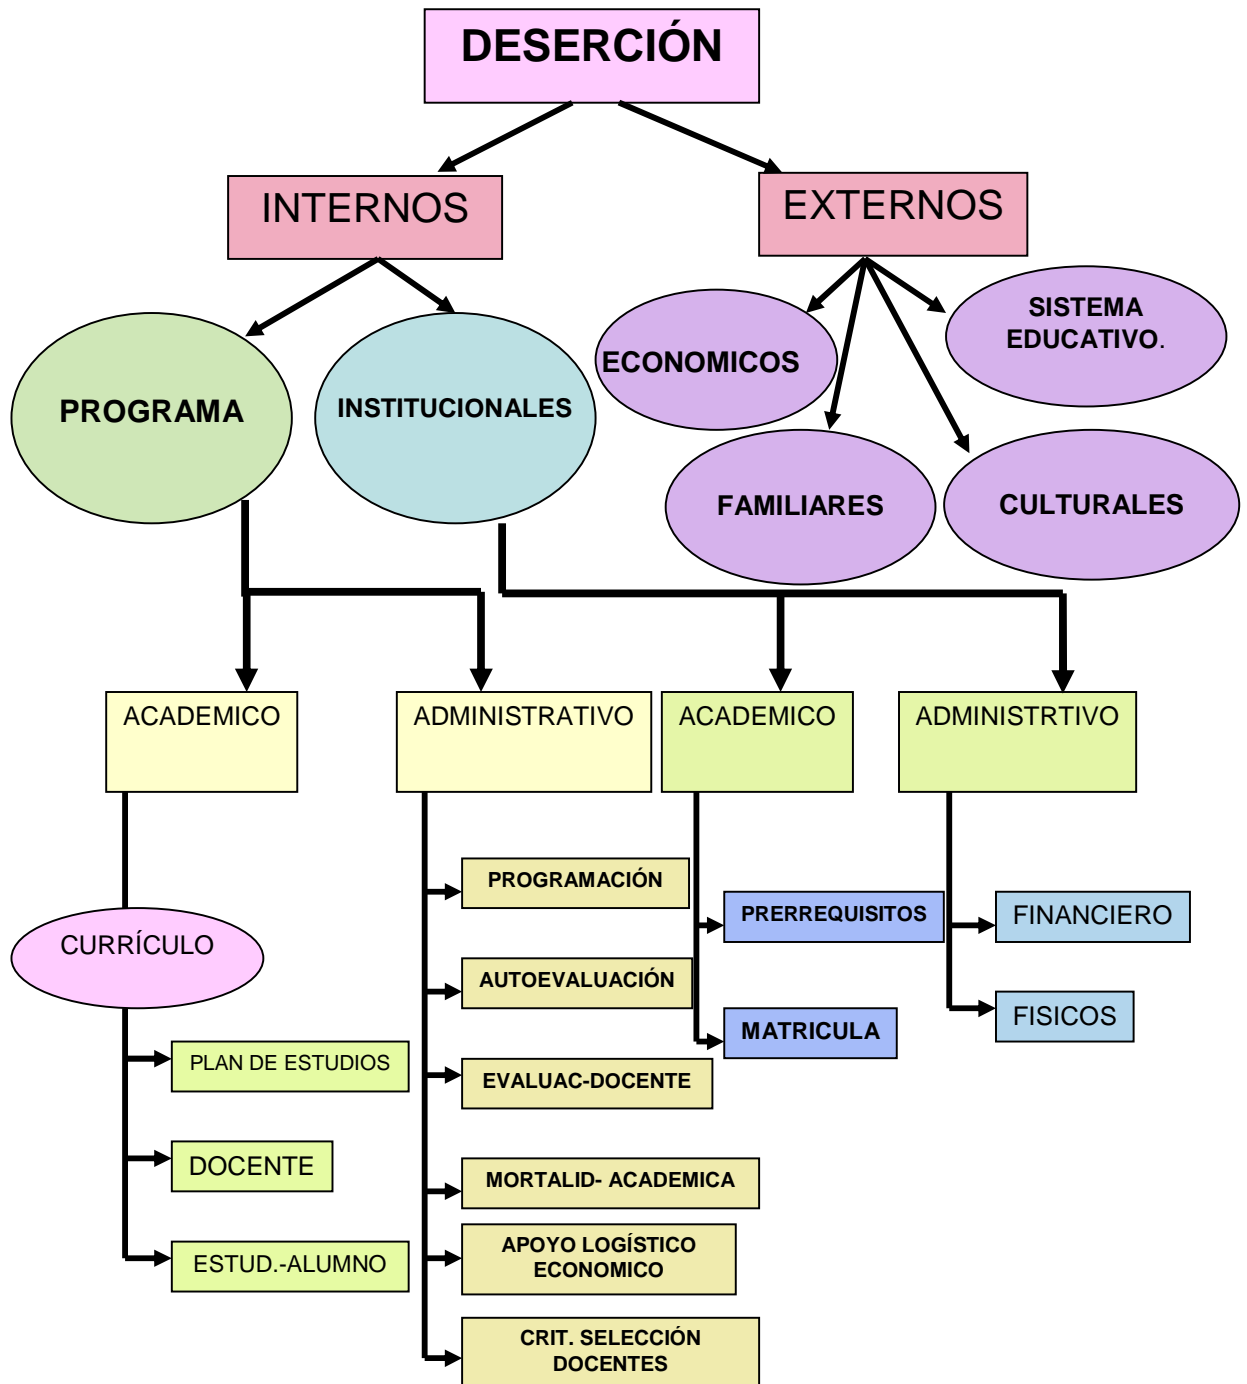 DESERCIÓN
INTERNOS
EXTERNOS
SISTEMA
EDUCATIVO.
ECONOMICOS
PROGRAMA
INSTITUCIONALES
FAMILIARES
CULTURALES
ACADEMICO
ADMINISTRATIVO
ACADEMICO
ADMINISTRTIVO
CURRÍCULO
PLAN DE ESTUDIOS
DOCENTE
ESTUD.-ALUMNO
PROGRAMACIÓN
AUTOEVALUACIÓN
EVALUAC-DOCENTE
MORTALID- ACADEMICA
APOYO LOGÍSTICO
ECONOMICO
CRIT. SELECCIÓN
DOCENTES
PRERREQUISITOS
MATRICULA
FINANCIERO
FISICOS